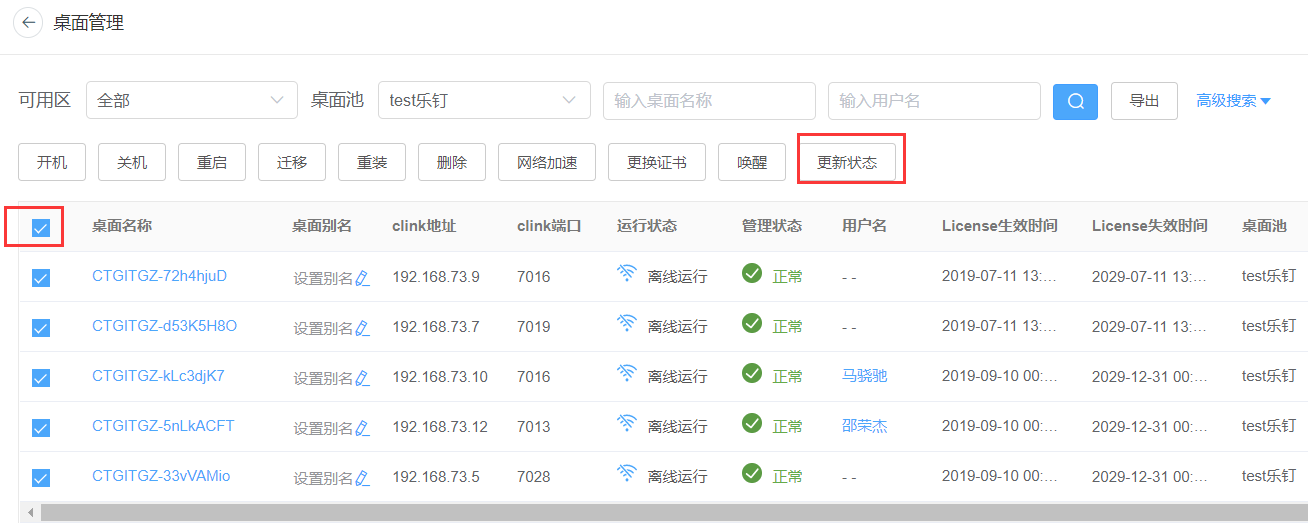 桌面管理
可用区 全部 桌面池 test乐钉 输入桌面名称 输入用户名 导出 高级搜索
开机 关机 重启 迁移 重装 删除 网络加速 更换证书 唤醒 更新状态
桌面名称 桌面别名 clink地址 clink端口 运行状态 管理状态 用户名 License生效时间 License失效时间 桌面池
CTGITGZ-72h4hjuD 设置别名 192.168.73.9 7016 离线运行 正常 - - 2019-07-11 13:... 2029-07-11 13:... test乐钉
CTGITGZ-d53K5H8O 设置别名 192.168.73.7 7019 离线运行 正常 - - 2019-07-11 13:... 2029-07-11 13:... test乐钉
CTGITGZ-kLc3djK7 设置别名 192.168.73.10 7016 离线运行 正常 马骁驰 2019-09-10 00:... 2029-12-31 00:... test乐钉
CTGITGZ-5nLkACFT 设置别名 192.168.73.12 7013 离线运行 正常 邵荣杰 2019-09-10 00:... 2029-12-31 00:... test乐钉
CTGITGZ-33vVAMio 设置别名 192.168.73.5 7028 离线运行 正常 - - 2019-09-10 00:... 2029-12-31 00:... test乐钉